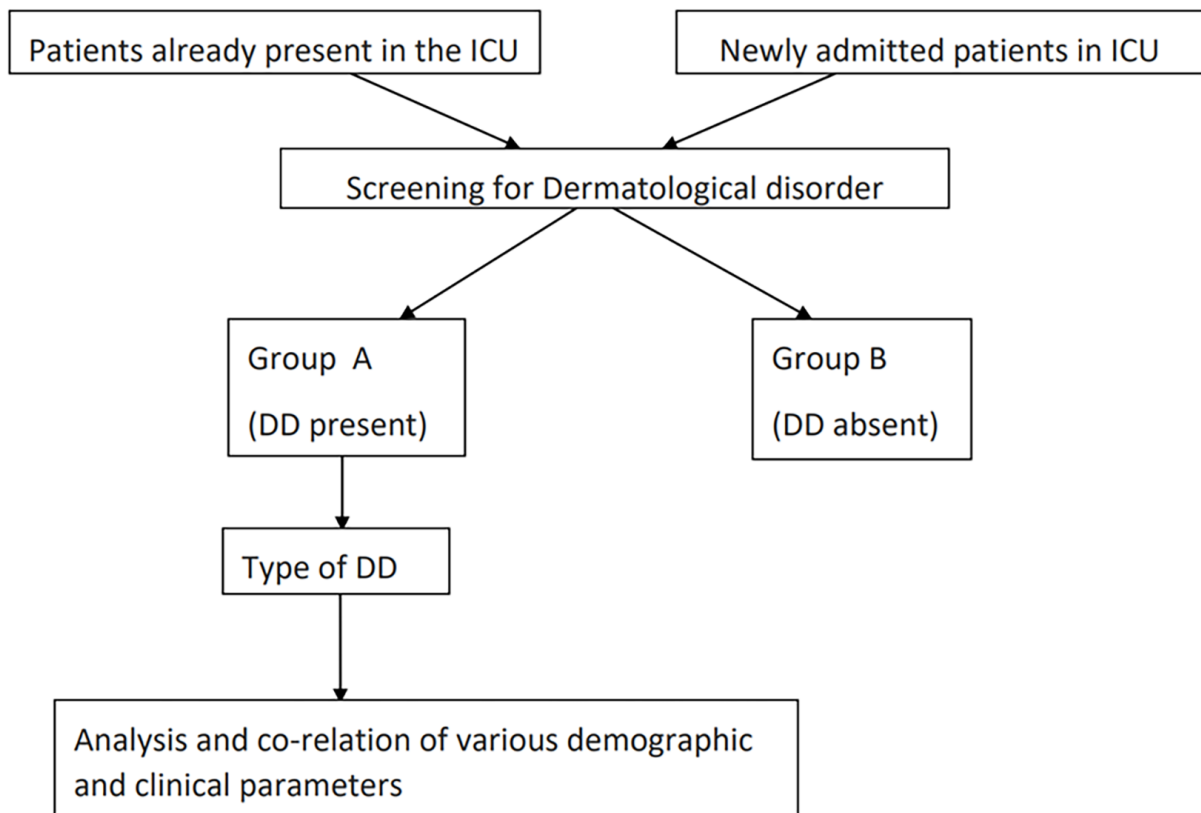 Patients already present in the ICU
Newly admitted patients in ICU
Screening for Dermatological disorder
Group A
(DD present)
Group B
(DD absent)
Type of DD
Analysis and co-relation of various demographic
and clinical parameters